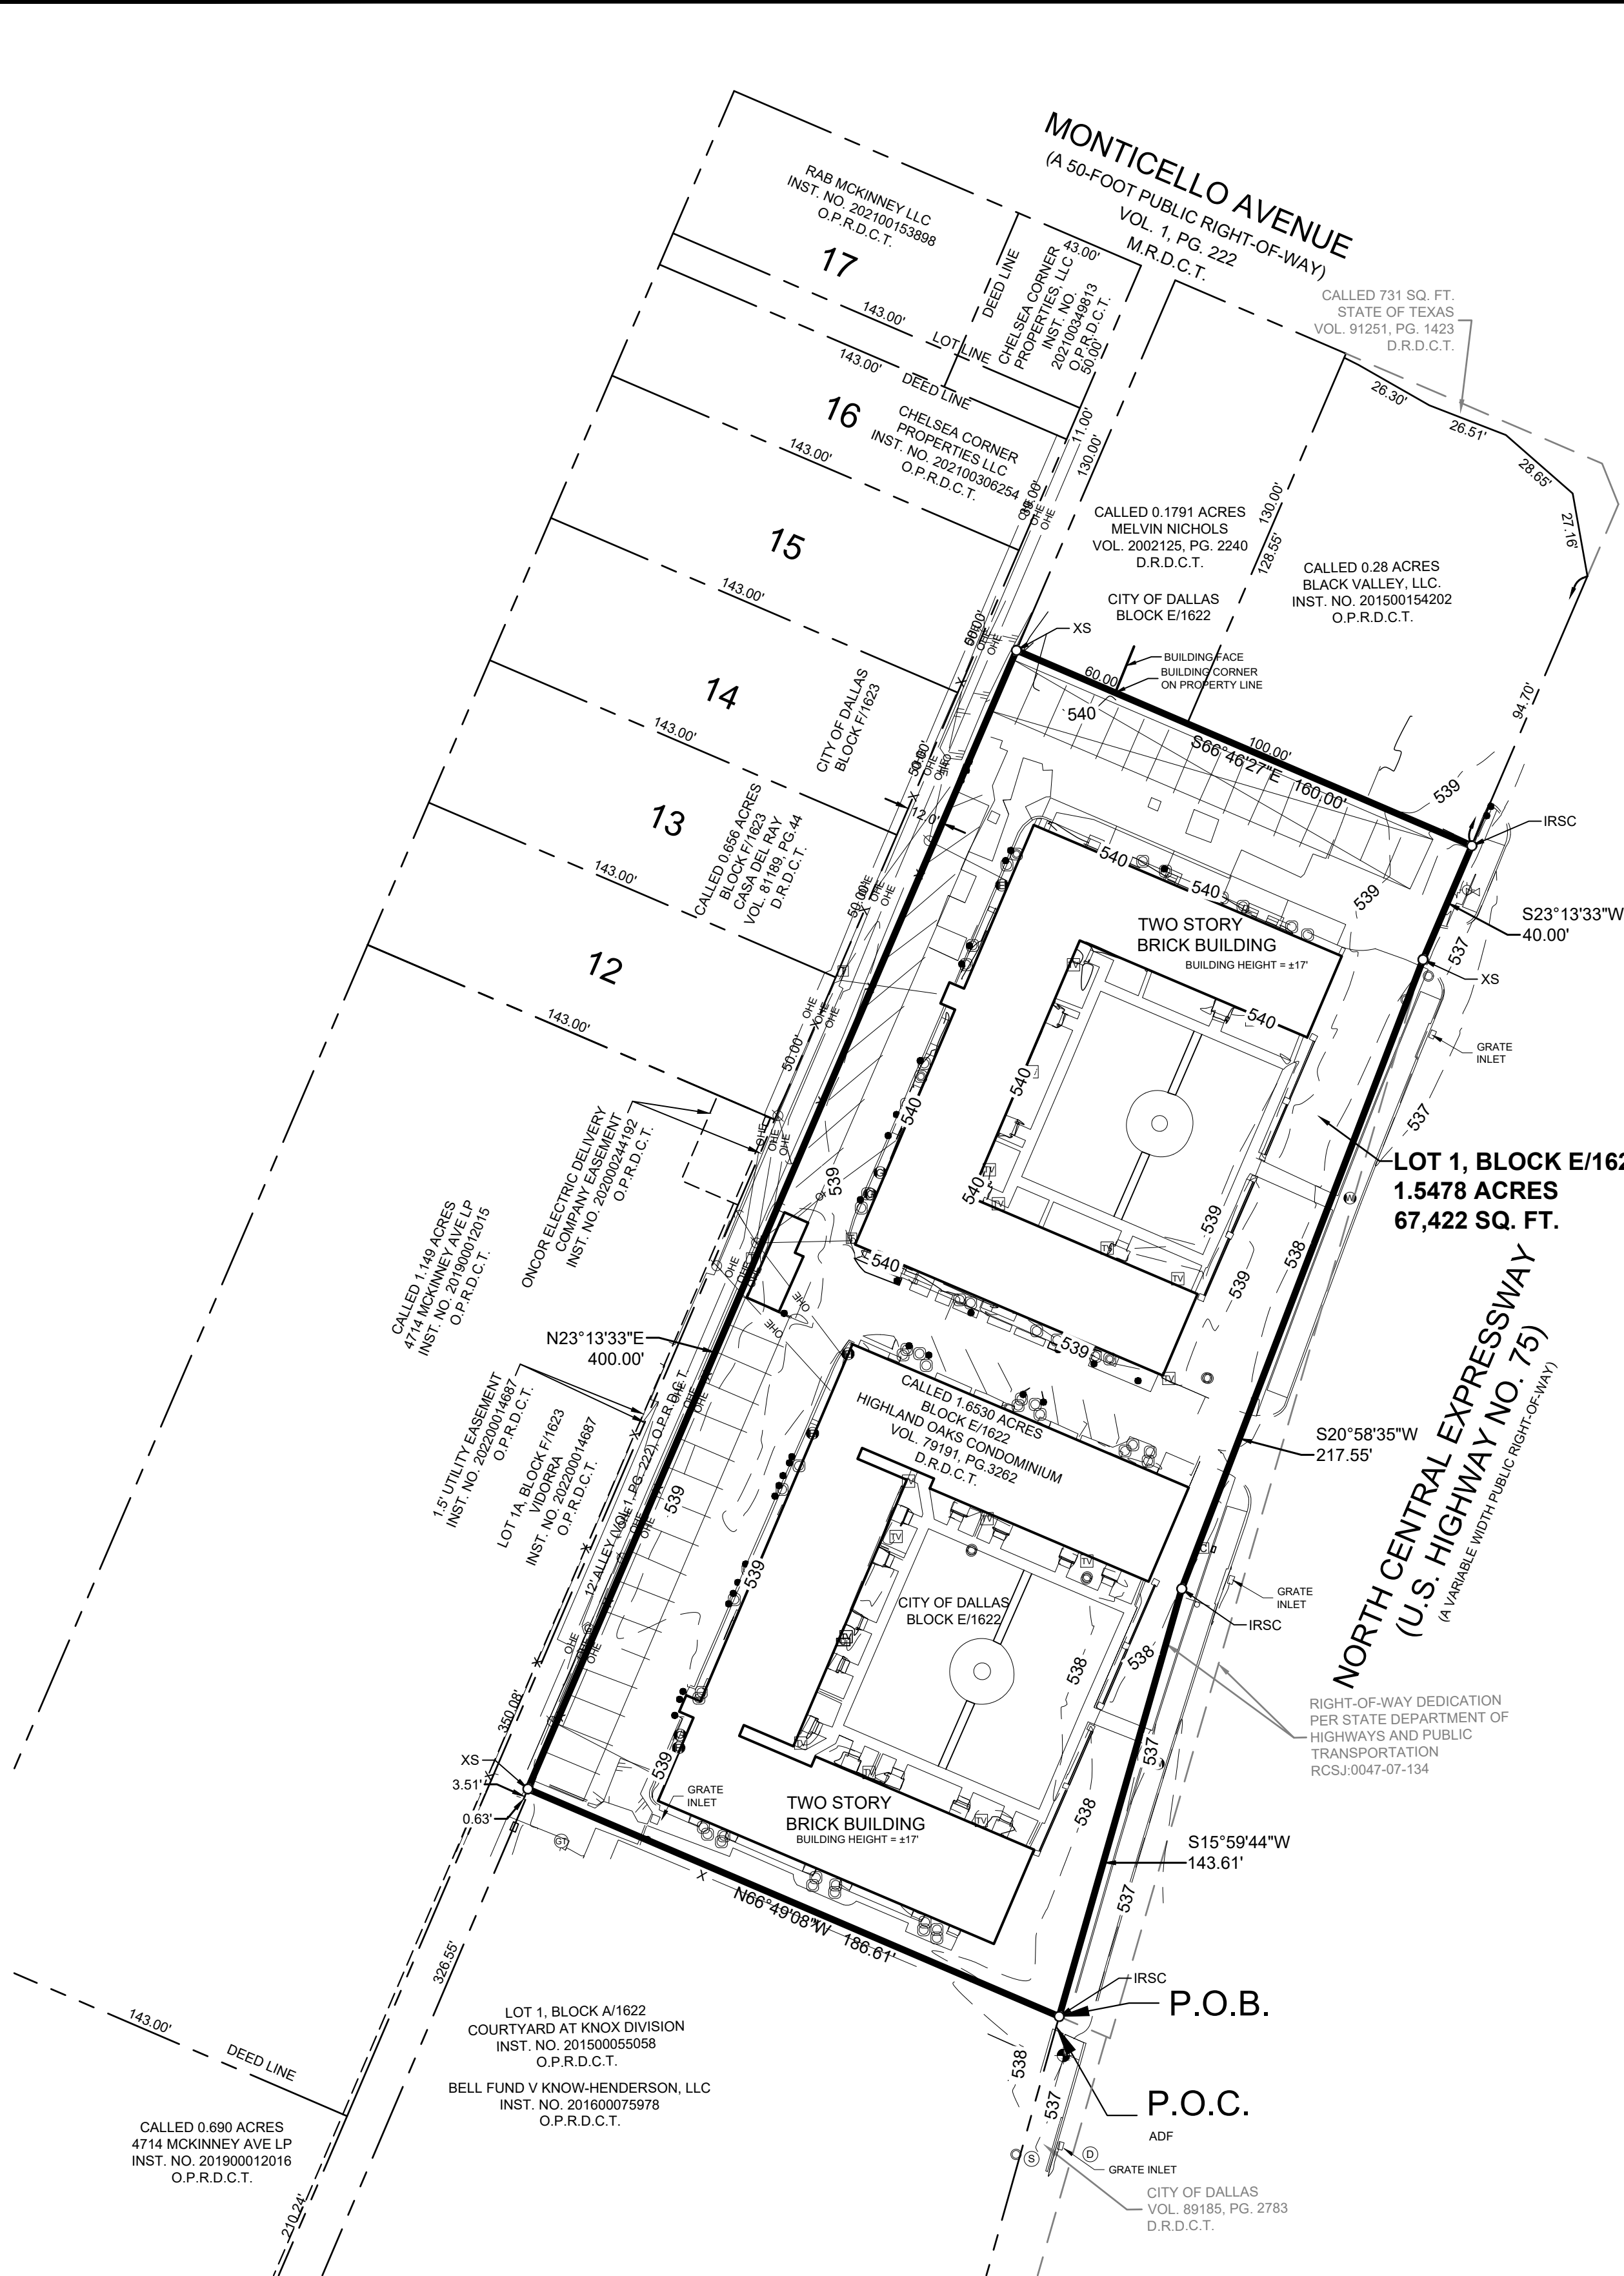 MONTICELLO AVENUE
(A 50-FOOT PUBLIC RIGHT-OF-WAY)
VOL. 1, PG. 222
M.R.D.C.T.
RAB MCKINNEY LLC
INST. NO. 202100153898
O.P.R.D.C.T.
17
DEED LINE
CHELSEA CORNER
PROPERTIES, LLC
INST. NO.
202100349813
O.P.R.D.C.T.
43.00'
50.00'
143.00'
LOT LINE
143.00'
DEED LINE
11.00'
130.00'
CALLED 731 SQ. FT.
STATE OF TEXAS
VOL. 91251, PG. 1423
D.R.D.C.T.
26.30'
26.51'
28.65'
27.16'
16
CHELSEA CORNER
PROPERTIES LLC
INST. NO. 202100306254
O.P.R.D.C.T.
39.00'
143.00'
CALLED 0.1791 ACRES
MELVIN NICHOLS
VOL. 2002125, PG. 2240
D.R.D.C.T.
CITY OF DALLAS
BLOCK E/1622
130.00'
128.55'
CALLED 0.28 ACRES
BLACK VALLEY, LLC.
INST. NO. 201500154202
O.P.R.D.C.T.
94.70'
15
143.00'
50.00'
XS
BUILDING FACE
BUILDING CORNER
ON PROPERTY LINE
60.00'
540
100.00'
S66°46'27"E
160.00'
539
IRSC
14
143.00'
CITY OF DALLAS
BLOCK F/1623
50.00'
12.0'
13
CALLED 0.656 ACRES
BLOCK F/1623
CASA DEL RAY
VOL. 81189, PG.44
D.R.D.C.T.
143.00'
50.00'
540
540
539
TWO STORY
BRICK BUILDING
BUILDING HEIGHT = ±17'
S23°13'33"W
40.00'
537
XS
12
143.00'
50.00'
540
540
540
540
GRATE
INLET
537
LOT 1, BLOCK E/162
1.5478 ACRES
67,422 SQ. FT.
ONCOR ELECTRIC DELIVERY
COMPANY EASEMENT
INST. NO. 202000244192
O.P.R.D.C.T.
539
539
538
539
540
539
CALLED 1.149 ACRES
4714 MCKINNEY AVE LP
INST. NO. 201900012015
O.P.R.D.C.T.
N23°13'33"E
400.00'
NORTH CENTRAL EXPRESSWAY
(U.S. HIGHWAY NO. 75)
(A VARIABLE WIDTH PUBLIC RIGHT-OF-WAY)
1.5' UTILITY EASEMENT
INST. NO. 202200014687
O.P.R.D.C.T.
LOT 1A, BLOCK F/1623
VIDORRA
INST. NO. 202200014687
O.P.R.D.C.T.
12' ALLEY (VOL. 1, PG. 222), O.P.R.D.C.T.
CALLED 1.6530 ACRES
BLOCK E/1622
HIGHLAND OAKS CONDOMINIUM
VOL. 79191, PG.3262
D.R.D.C.T.
S20°58'35"W
217.55'
539
539
CITY OF DALLAS
BLOCK E/1622
GRATE
INLET
IRSC
538
538
RIGHT-OF-WAY DEDICATION
PER STATE DEPARTMENT OF
HIGHWAYS AND PUBLIC
TRANSPORTATION
RCSJ:0047-07-134
350.08'
XS
3.51'
0.63'
539
GRATE
INLET
TWO STORY
BRICK BUILDING
BUILDING HEIGHT = ±17'
537
538
S15°59'44"W
143.61'
N66°49'08"W
186.61'
537
326.55'
IRSC
P.O.B.
143.00'
DEED LINE
LOT 1, BLOCK A/1622
COURTYARD AT KNOX DIVISION
INST. NO. 201500055058
O.P.R.D.C.T.
BELL FUND V KNOW-HENDERSON, LLC
INST. NO. 201600075978
O.P.R.D.C.T.
538
537
P.O.C.
ADF
CALLED 0.690 ACRES
4714 MCKINNEY AVE LP
INST. NO. 201900012016
O.P.R.D.C.T.
S
D
GRATE INLET
CITY OF DALLAS
VOL. 89185, PG. 2783
D.R.D.C.T.
210.24'